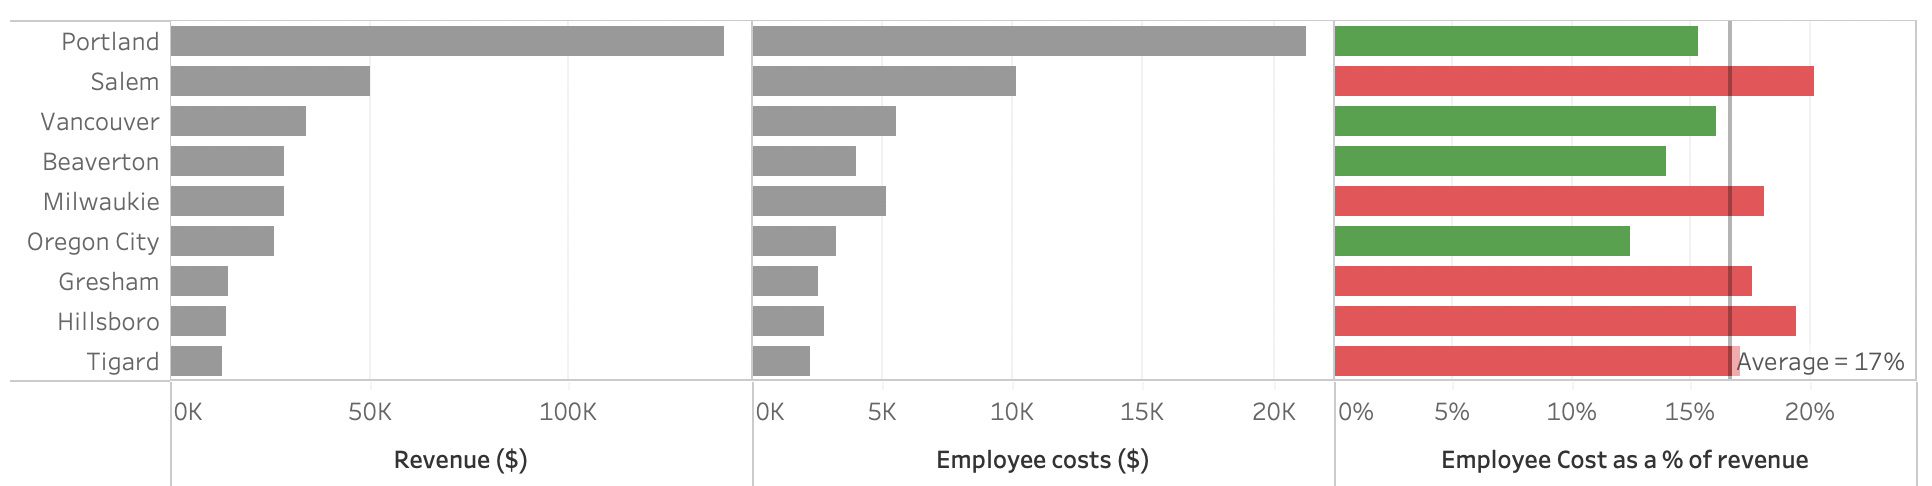 Portland
Salem
Vancouver
Beaverton
Milwaukie
Oregon City
Gresham
Hillsboro
Tigard
Average = 17%
0K 50K 100K
0K 5K 10K 15K 20K
0% 5% 10% 15% 20%
Revenue ($)
Employee costs ($)
Employee Cost as a % of revenue